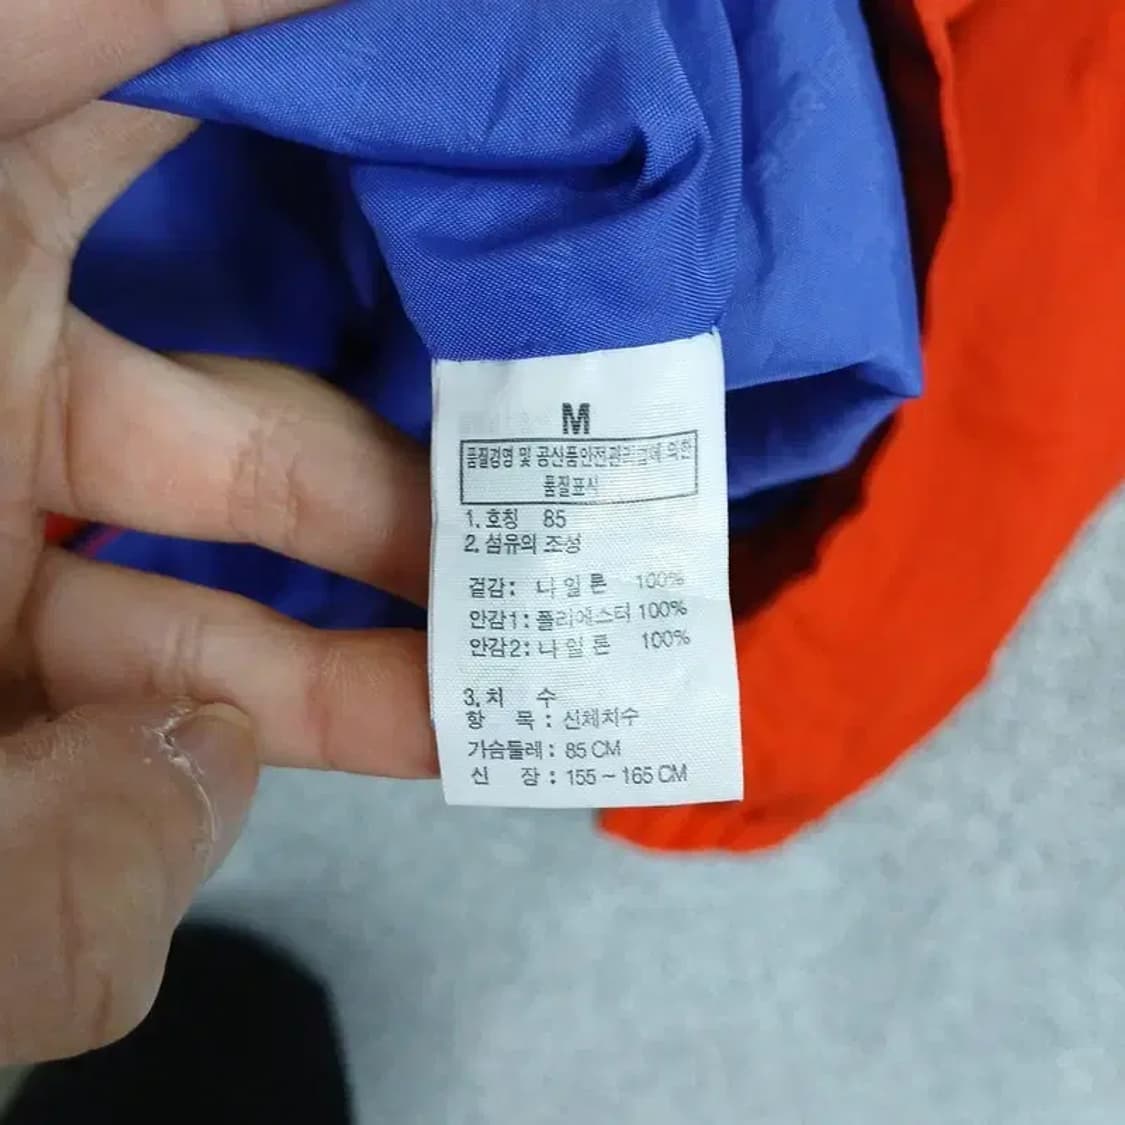 M
품질경영 및 공산품안전관리법에 의한
품질표시
1. 호칭 85
2. 섬유의 조성
겉감: 나 일 론 100%
안감1: 폴리에스터 100%
안감2: 나 일 론 100%
3. 치 수
항 목 : 신체치수
가슴둘레: 85 CM
신 장 : 155 ~ 165 CM